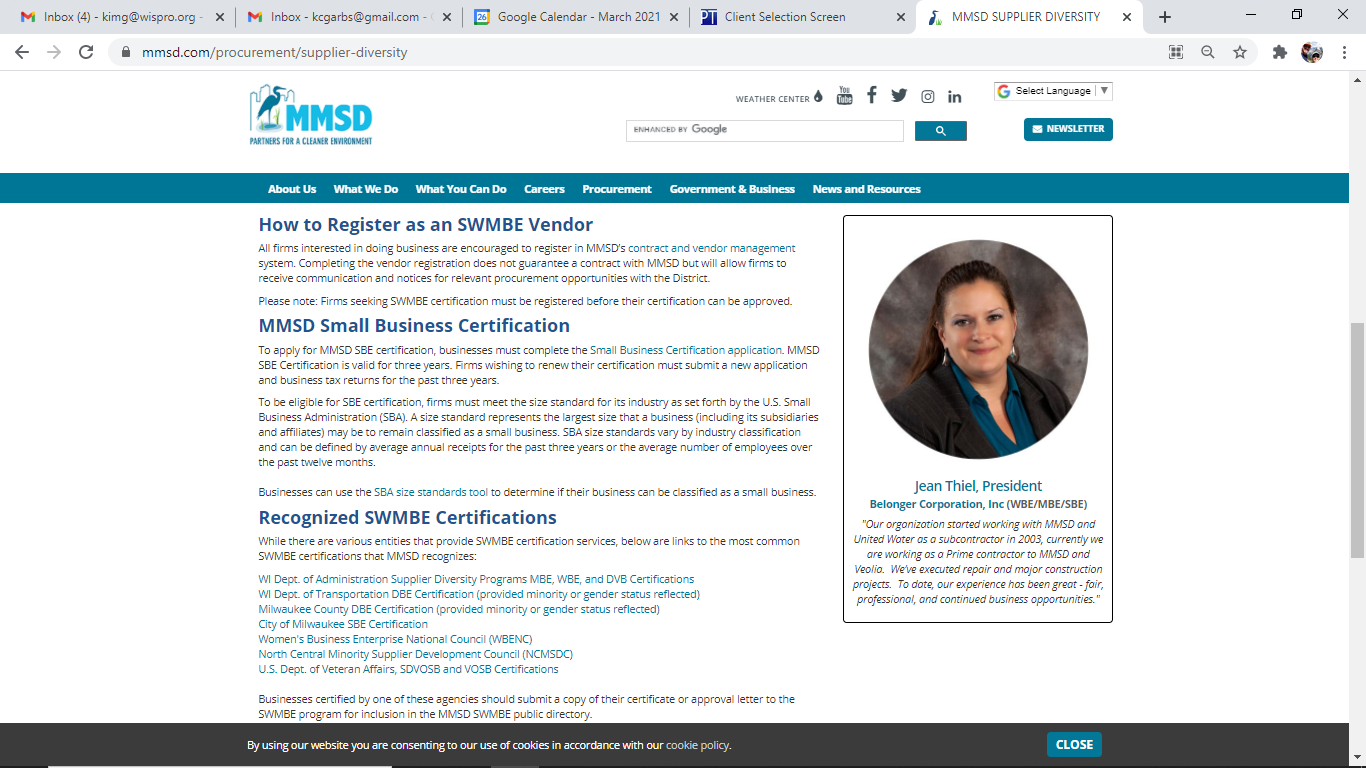 Inbox (4) - kimg@wispro.org -
Inbox - kcgarbs@gmail.com -
26
Google Calendar - March 2021
PT
Client Selection Screen
MMSD SUPPLIER DIVERSITY
mmsd.com/procurement/supplier-diversity
MMSD
PARTNERS FOR A CLEANER ENVIRONMENT
WEATHER CENTER
You Tube
G Select Language ▼
ENHANCED BY Google
NEWSLETTER
About Us What We Do What You Can Do Careers Procurement Government & Business News and Resources
How to Register as an SWMBE Vendor
All firms interested in doing business are encouraged to register in MMSD's contract and vendor management
system. Completing the vendor registration does not guarantee a contract with MMSD but will allow firms to
receive communication and notices for relevant procurement opportunities with the District.
Please note: Firms seeking SWMBE certification must be registered before their certification can be approved.
MMSD Small Business Certification
To apply for MMSD SBE certification, businesses must complete the Small Business Certification application. MMSD
SBE Certification is valid for three years. Firms wishing to renew their certification must submit a new application
and business tax returns for the past three years.
To be eligible for SBE certification, firms must meet the size standard for its industry as set forth by the U.S. Small
Business Administration (SBA). A size standard represents the largest size that a business (including its subsidiaries
and affiliates) may be to remain classified as a small business. SBA size standards vary by industry classification
and can be defined by average annual receipts for the past three years or the average number of employees over
the past twelve months.
Businesses can use the SBA size standards tool to determine if their business can be classified as a small business.
Recognized SWMBE Certifications
While there are various entities that provide SWMBE certification services, below are links to the most common
SWMBE certifications that MMSD recognizes:
WI Dept. of Administration Supplier Diversity Programs MBE, WBE, and DVB Certifications
WI Dept. of Transportation DBE Certification (provided minority or gender status reflected)
Milwaukee County DBE Certification (provided minority or gender status reflected)
City of Milwaukee SBE Certification
Women's Business Enterprise National Council (WBENC)
North Central Minority Supplier Development Council (NCMSDC)
U.S. Dept. of Veteran Affairs, SDVOSB and VOSB Certifications
Businesses certified by one of these agencies should submit a copy of their certificate or approval letter to the
SWMBE program for inclusion in the MMSD SWMBE public directory.
Jean Thiel, President
Belonger Corporation, Inc (WBE/MBE/SBE)
"Our organization started working with MMSD and
United Water as a subcontractor in 2003, currently we
are working as a Prime contractor to MMSD and
Veolia. We've executed repair and major construction
projects. To date, our experience has been great - fair,
professional, and continued business opportunities."
By using our website you are consenting to our use of cookies in accordance with our cookie policy.
CLOSE